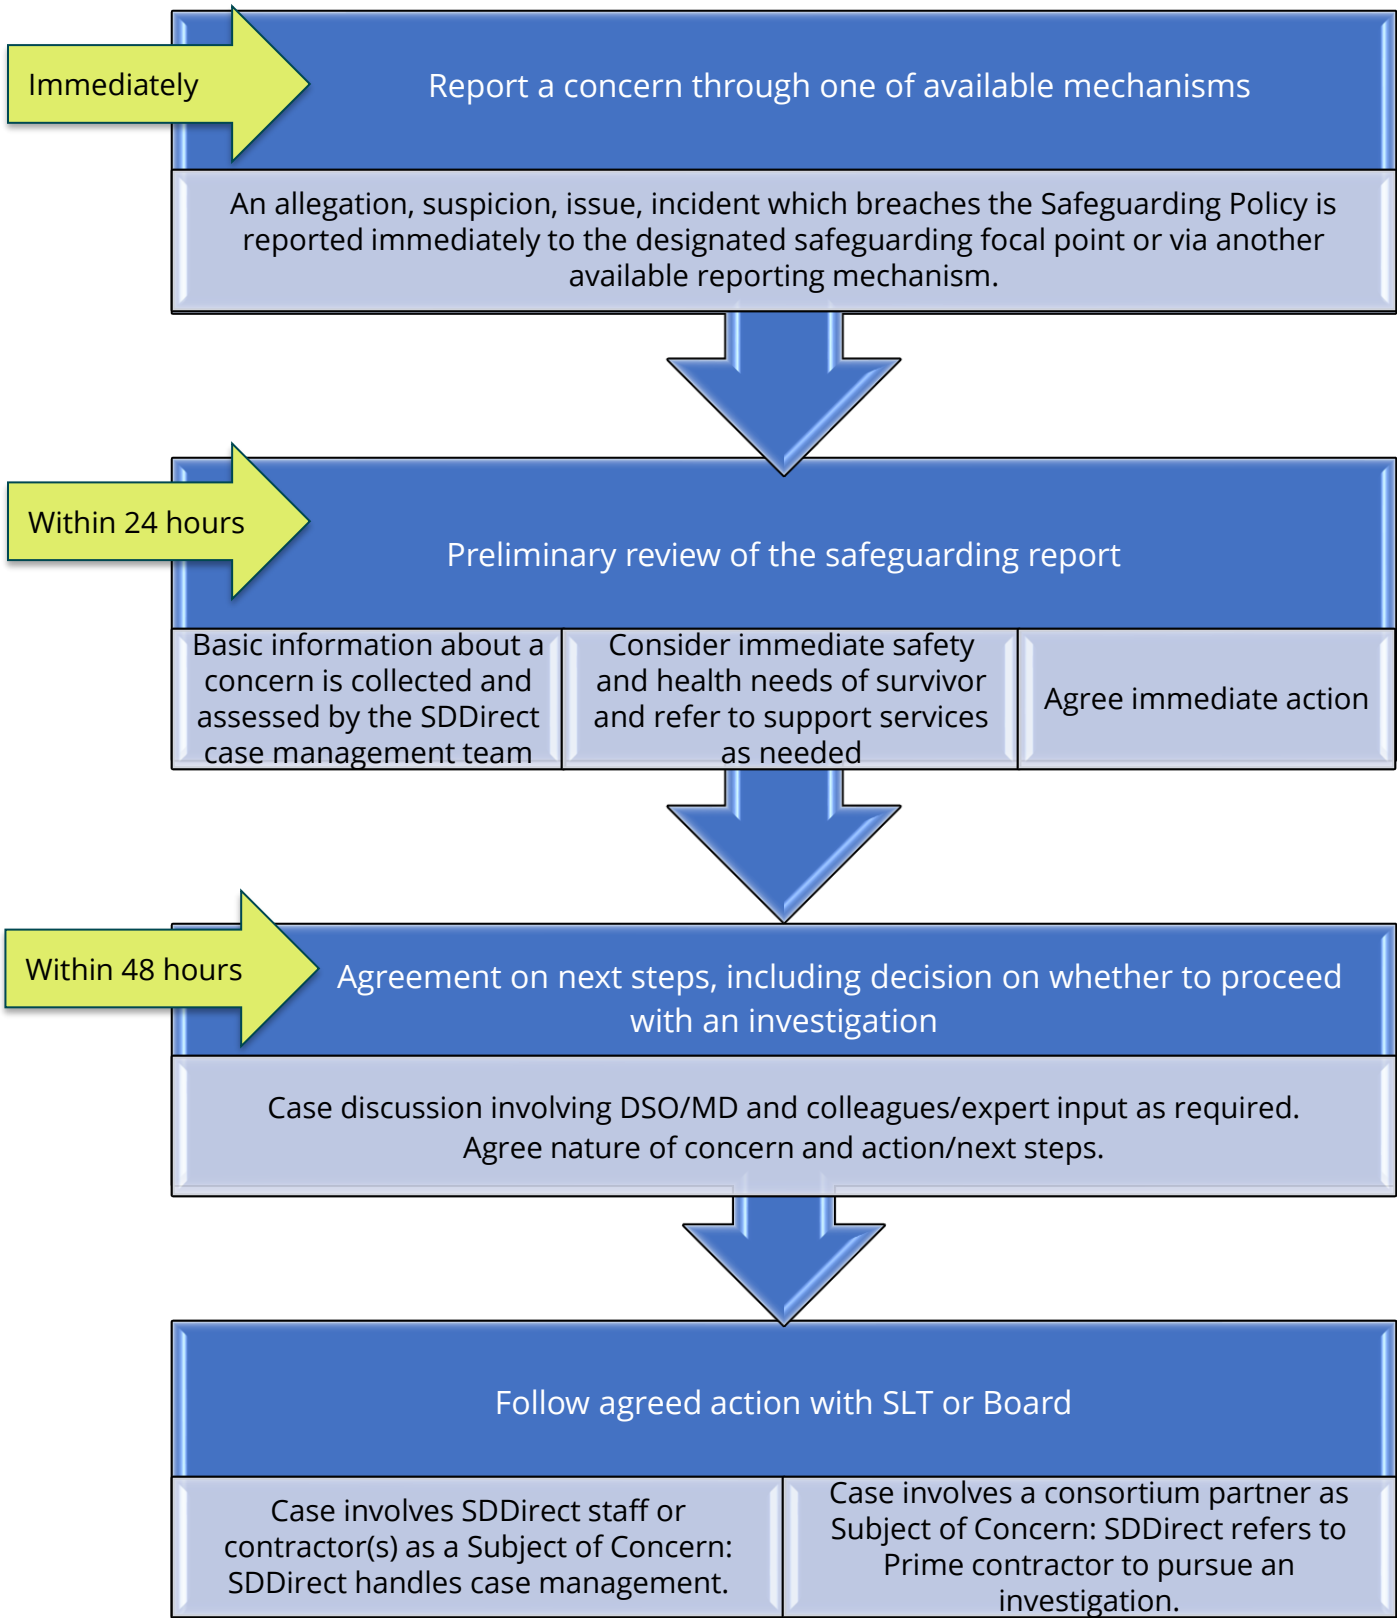 Immediately
Report a concern through one of available mechanisms
An allegation, suspicion, issue, incident which breaches the Safeguarding Policy is
reported immediately to the designated safeguarding focal point or via another
available reporting mechanism.
Within 24 hours
Preliminary review of the safeguarding report
Basic information about a
concern is collected and
assessed by the SDDirect
case management team
Consider immediate safety
and health needs of survivor
and refer to support services
as needed
Agree immediate action
Within 48 hours
Agreement on next steps, including decision on whether to proceed
with an investigation
Case discussion involving DSO/MD and colleagues/expert input as required.
Agree nature of concern and action/next steps.
Follow agreed action with SLT or Board
Case involves SDDirect staff or
contractor(s) as a Subject of Concern:
SDDirect handles case management.
Case involves a consortium partner as
Subject of Concern: SDDirect refers to
Prime contractor to pursue an
investigation.